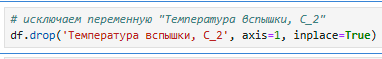 # исключаем переменную "Температура вспышки, С_2"
df.drop('Температура вспышки, С_2', axis=1, inplace=True)